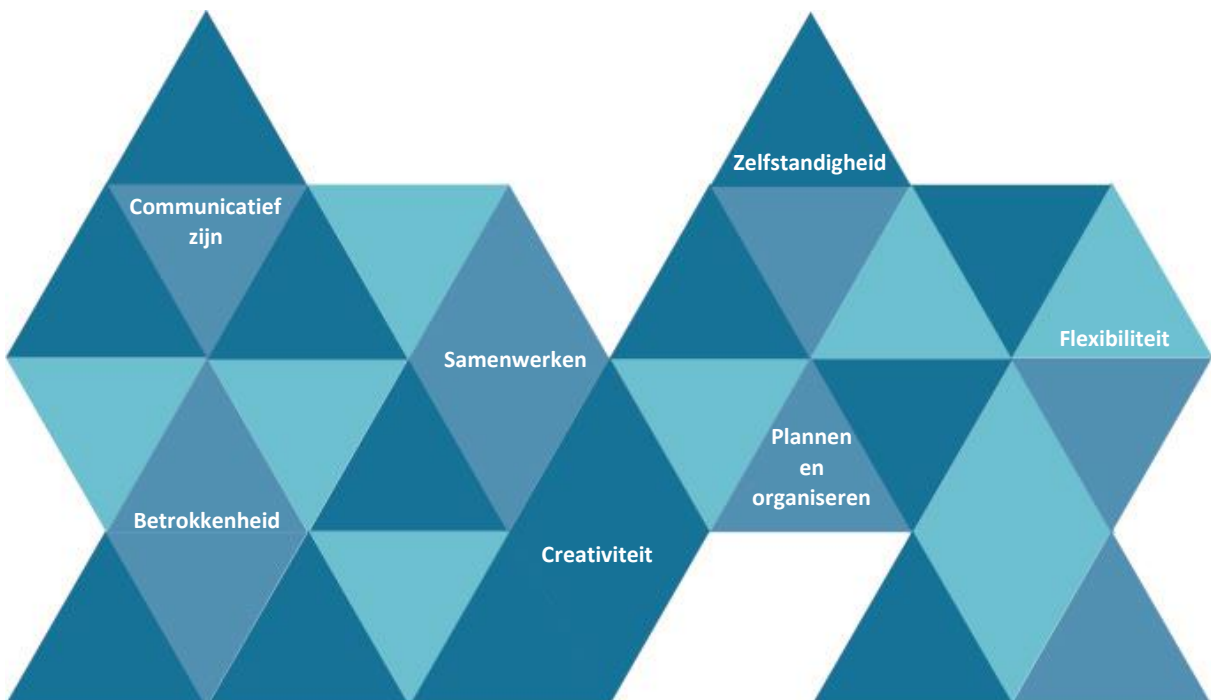 Zelfstandigheid
Communicatief
zijn
Flexibiliteit
Samenwerken
Plannen
en
organiseren
Betrokkenheid
Creativiteit